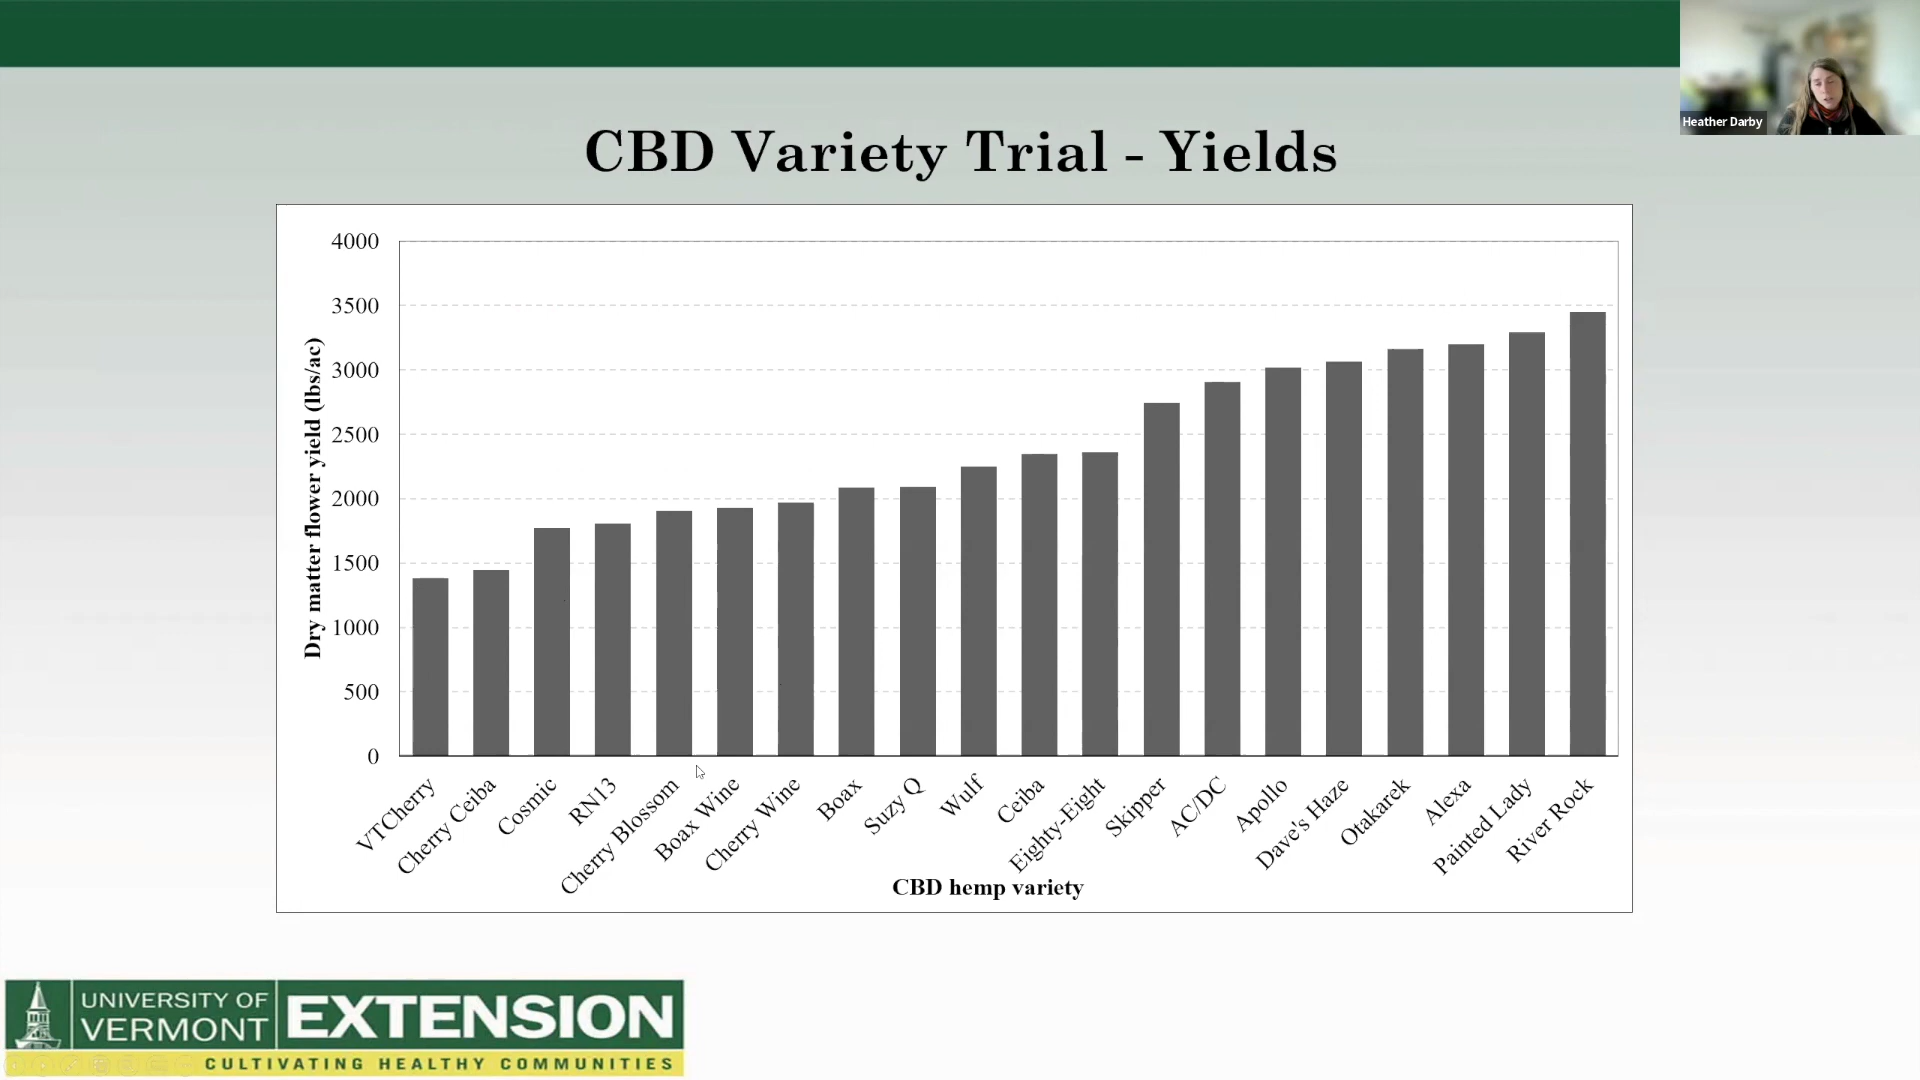 Heather Darby
CBD Variety Trial - Yields
4000
3500
3000
2500
2000
1500
1000
500
0
Dry matter flower yield (lbs/ac)
VTCherry
Cherry Ceiba
Cosmic
RN13
Cherry Blossom
Boax Wine
Cherry Wine
Boax
Suzy Q
Wulf
Ceiba
Eighty-Eight
Skipper
AC/DC
Apollo
Dave's Haze
Otakarek
Alexa
Painted Lady
River Rock
CBD hemp variety
UNIVERSITY OF
VERMONT
EXTENSION
CULTIVATING HEALTHY COMMUNITIES